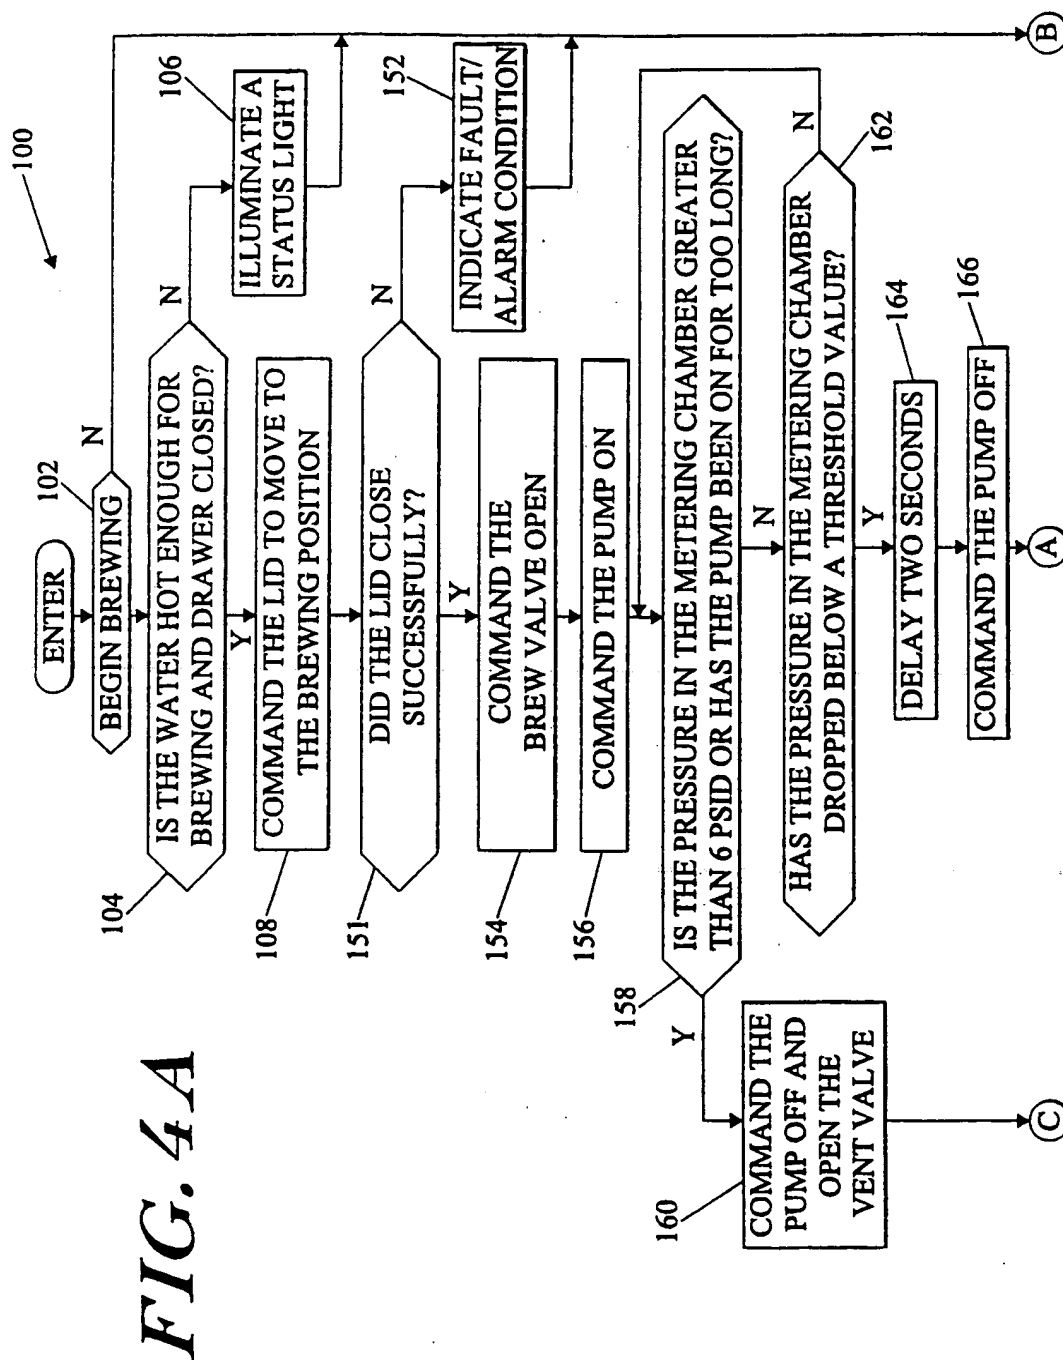 FIG. 4A
100
ENTER
102
BEGIN BREWING
N
104
IS THE WATER HOT ENOUGH FOR
BREWING AND DRAWER CLOSED?
N
106
ILLUMINATE A
STATUS LIGHT
Y
108
COMMAND THE LID TO MOVE TO
THE BREWING POSITION
151
DID THE LID CLOSE
SUCCESSFULLY?
N
152
INDICATE FAULT/
ALARM CONDITION
Y
154
COMMAND THE
BREW VALVE OPEN
156
COMMAND THE PUMP ON
158
IS THE PRESSURE IN THE METERING CHAMBER GREATER
THAN 6 PSID OR HAS THE PUMP BEEN ON FOR TOO LONG?
Y
160
COMMAND THE
PUMP OFF AND
OPEN THE
VENT VALVE
N
162
HAS THE PRESSURE IN THE METERING CHAMBER
DROPPED BELOW A THRESHOLD VALUE?
N
Y
164
DELAY TWO SECONDS
166
COMMAND THE PUMP OFF
C
A
B